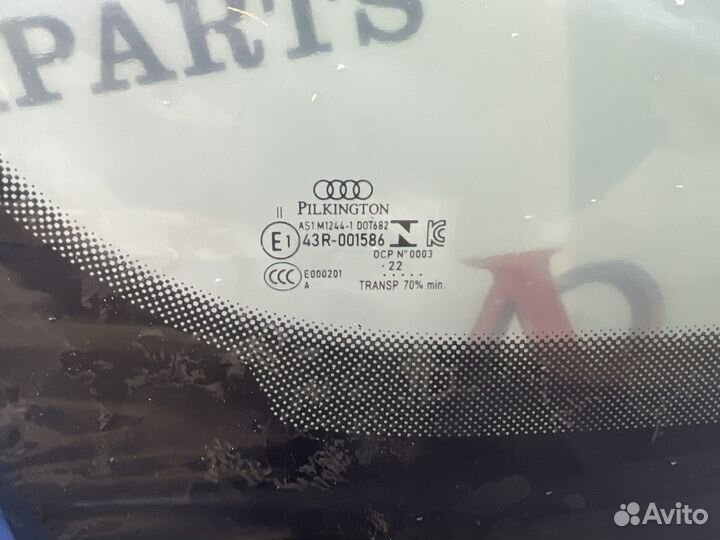 PARTS
II
PILKINGTON
AS1 M1244-1 DOT682
E1 43R-001586 N KC
OCP N°0003
CCC E000201 · 22 .....
A TRANSP 70% min.
Avito